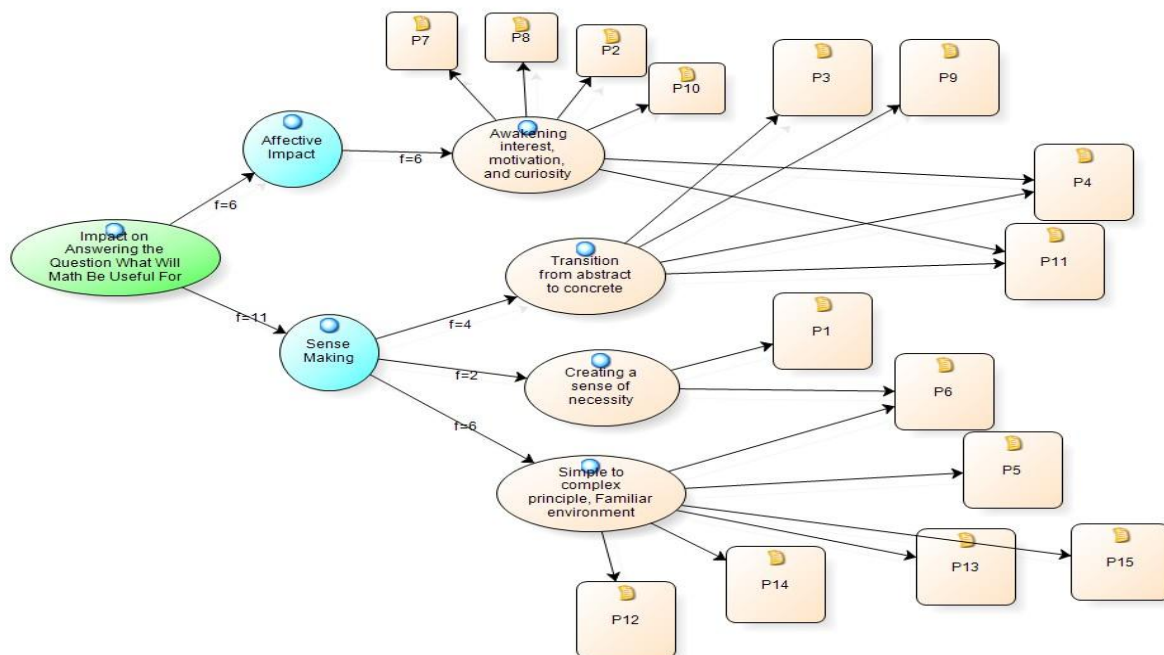 P7
P8
P2
P10
P3
P9
Affective
Impact
f=6
Awakening
interest,
motivation,
and curiosity
P4
f=6
Impact on
Answering the
Question What Will
Math Be Useful For
Transition
from abstract
to concrete
P11
f=11
Sense
Making
f=4
P1
f=2
Creating a
sense of
necessity
P6
f=6
Simple to
complex
principle, Familiar
environment
P5
P13
P15
P14
P12